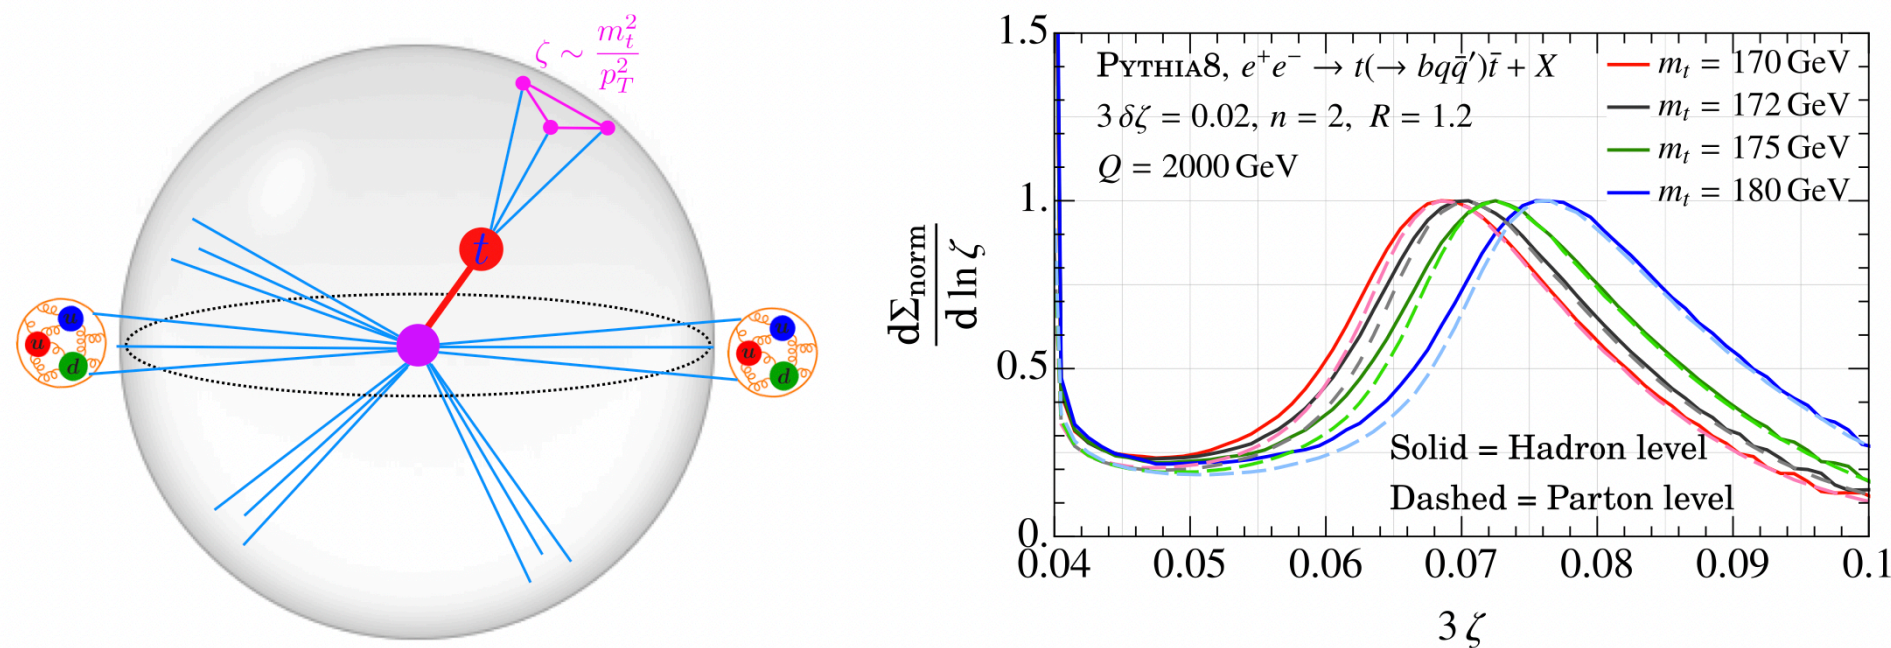 ζ ∼ m_t^2 / p_T^2
t
u
u
d
u
u
d
1.5
1.
0.5
0.
dΣ_norm / d ln ζ
PYTHIA8, e⁺e⁻ → t(→ bqq̄′)t̄ + X
3 δζ = 0.02, n = 2, R = 1.2
Q = 2000 GeV
m_t = 170 GeV
m_t = 172 GeV
m_t = 175 GeV
m_t = 180 GeV
Solid = Hadron level
Dashed = Parton level
0.04 0.05 0.06 0.07 0.08 0.09 0.1
3 ζ